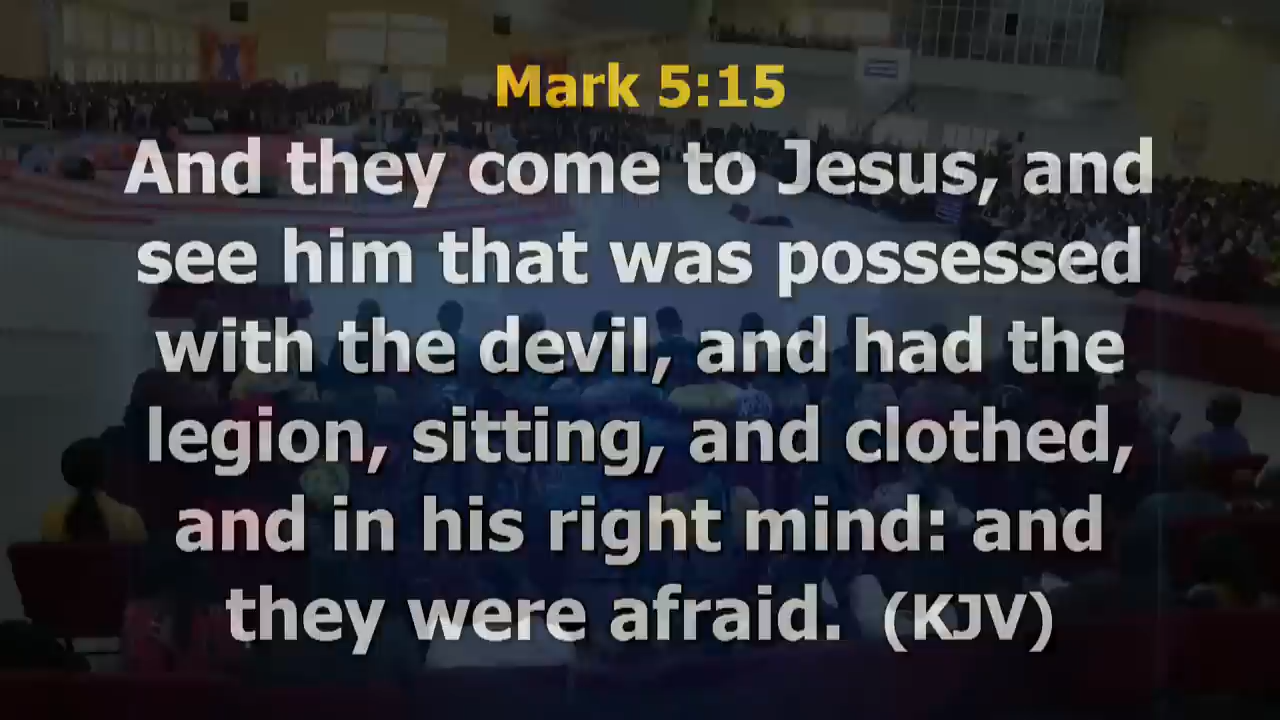 Mark 5:15
And they come to Jesus, and
see him that was possessed
with the devil, and had the
legion, sitting, and clothed,
and in his right mind: and
they were afraid. (KJV)